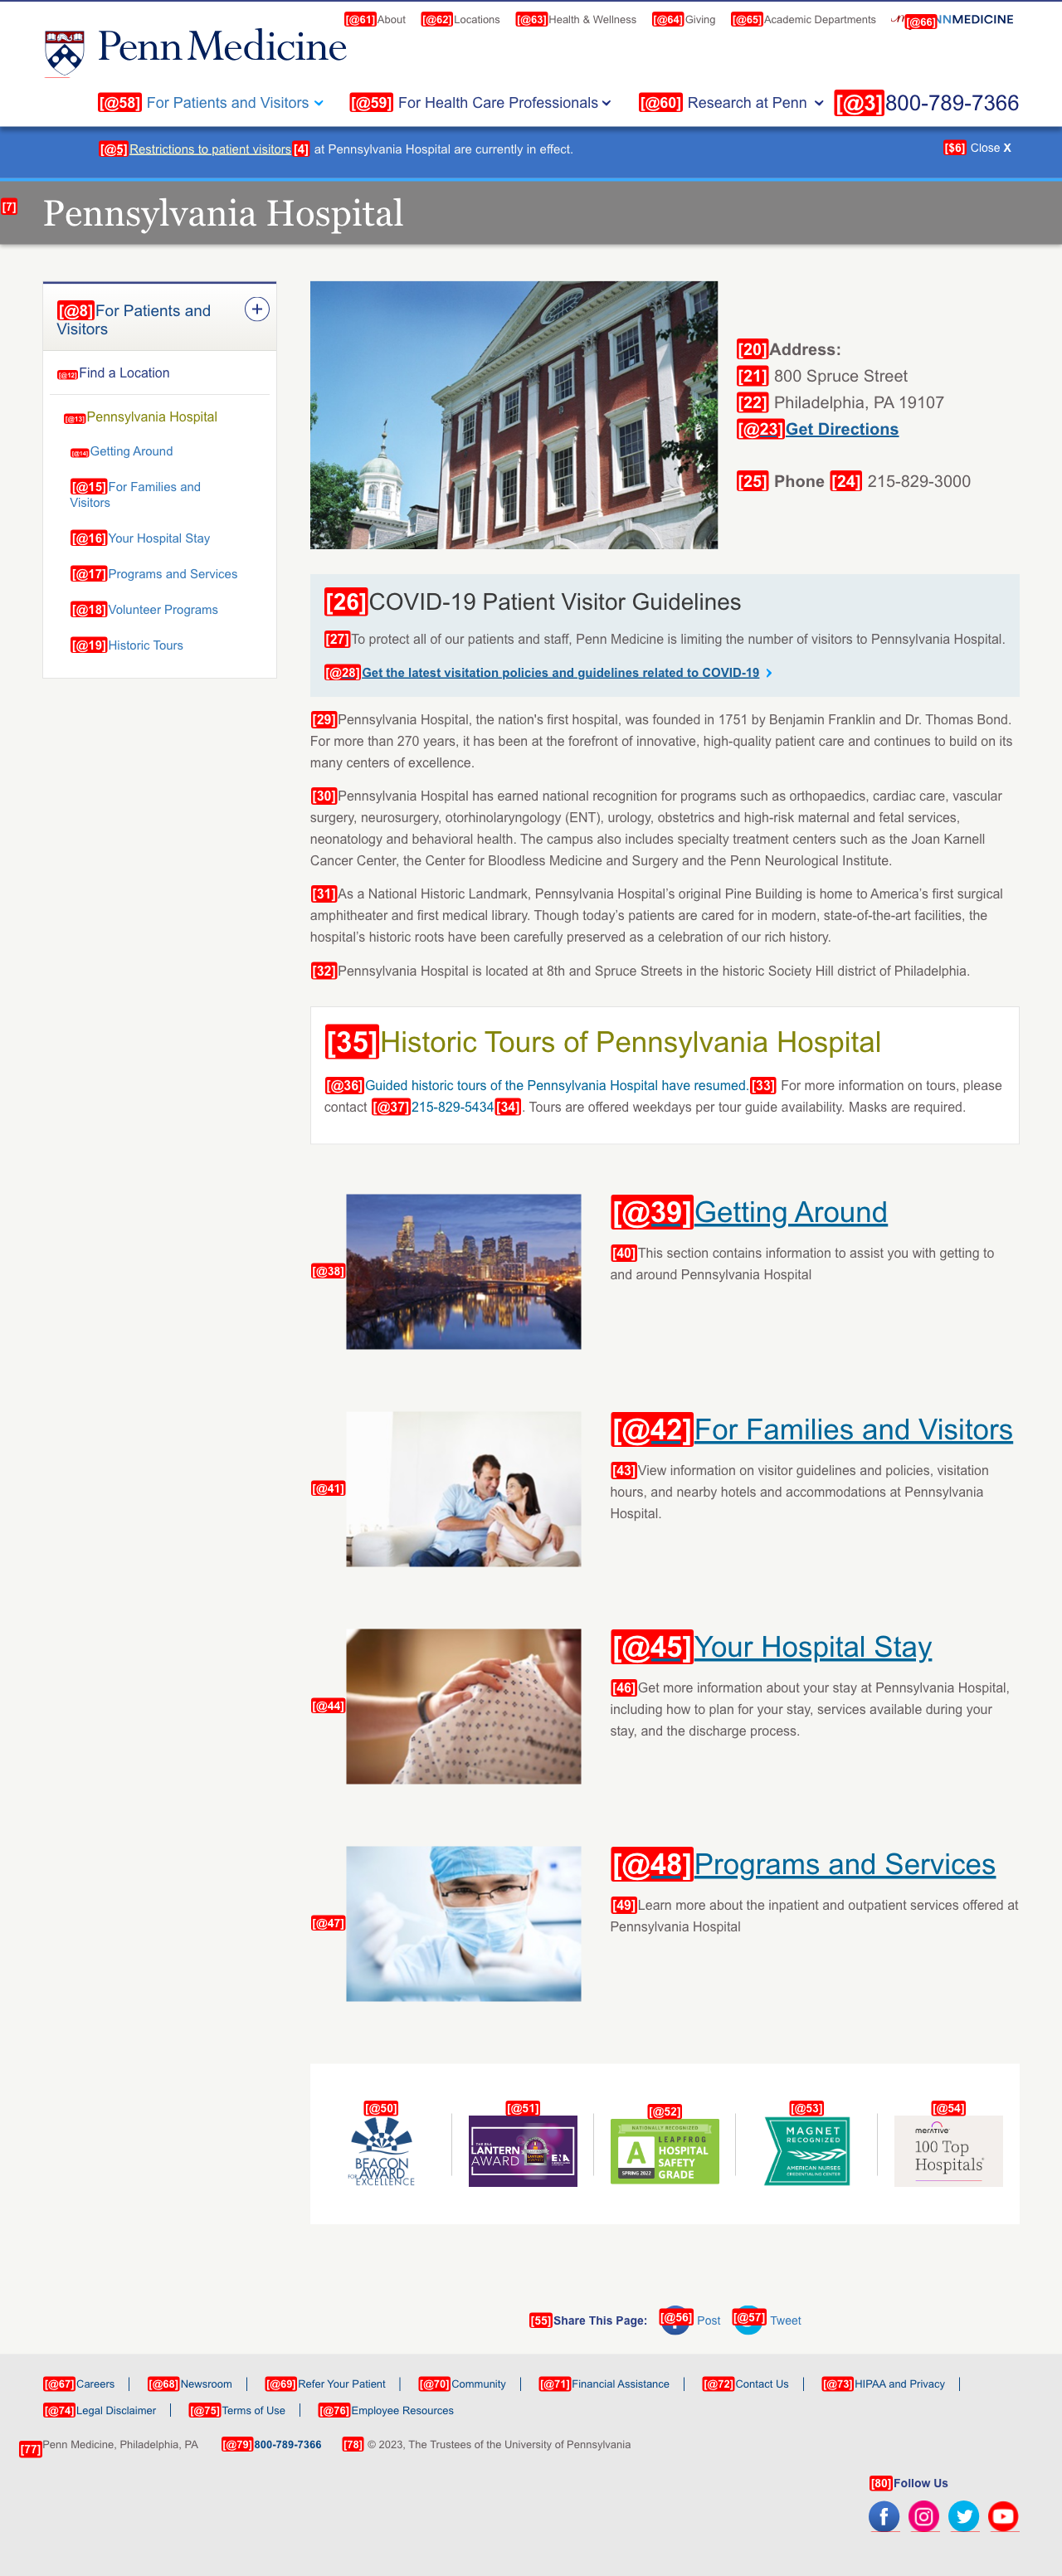 [@61]About [@62]Locations [@63]Health & Wellness [@64]Giving [@65]Academic Departments [@66]NNMEDICINE
Penn Medicine
[@58] For Patients and Visitors [@59] For Health Care Professionals [@60] Research at Penn [@3]800-789-7366
[@5]Restrictions to patient visitors[4] at Pennsylvania Hospital are currently in effect. [$6] Close X
[7] Pennsylvania Hospital
[@8]For Patients and
Visitors
[@12]Find a Location
[@13]Pennsylvania Hospital
[@14]Getting Around
[@15]For Families and
Visitors
[@16]Your Hospital Stay
[@17]Programs and Services
[@18]Volunteer Programs
[@19]Historic Tours
[20]Address:
[21] 800 Spruce Street
[22] Philadelphia, PA 19107
[@23]Get Directions
[25] Phone [24] 215-829-3000
[26]COVID-19 Patient Visitor Guidelines
[27]To protect all of our patients and staff, Penn Medicine is limiting the number of visitors to Pennsylvania Hospital.
[@28]Get the latest visitation policies and guidelines related to COVID-19
[29]Pennsylvania Hospital, the nation's first hospital, was founded in 1751 by Benjamin Franklin and Dr. Thomas Bond.
For more than 270 years, it has been at the forefront of innovative, high-quality patient care and continues to build on its
many centers of excellence.
[30]Pennsylvania Hospital has earned national recognition for programs such as orthopaedics, cardiac care, vascular
surgery, neurosurgery, otorhinolaryngology (ENT), urology, obstetrics and high-risk maternal and fetal services,
neonatology and behavioral health. The campus also includes specialty treatment centers such as the Joan Karnell
Cancer Center, the Center for Bloodless Medicine and Surgery and the Penn Neurological Institute.
[31]As a National Historic Landmark, Pennsylvania Hospital’s original Pine Building is home to America’s first surgical
amphitheater and first medical library. Though today’s patients are cared for in modern, state-of-the-art facilities, the
hospital’s historic roots have been carefully preserved as a celebration of our rich history.
[32]Pennsylvania Hospital is located at 8th and Spruce Streets in the historic Society Hill district of Philadelphia.
[35]Historic Tours of Pennsylvania Hospital
[@36]Guided historic tours of the Pennsylvania Hospital have resumed.[33] For more information on tours, please
contact [@37]215-829-5434[34]. Tours are offered weekdays per tour guide availability. Masks are required.
[@38]
[@39]Getting Around
[40]This section contains information to assist you with getting to
and around Pennsylvania Hospital
[@41]
[@42]For Families and Visitors
[43]View information on visitor guidelines and policies, visitation
hours, and nearby hotels and accommodations at Pennsylvania
Hospital.
[@44]
[@45]Your Hospital Stay
[46]Get more information about your stay at Pennsylvania Hospital,
including how to plan for your stay, services available during your
stay, and the discharge process.
[@47]
[@48]Programs and Services
[49]Learn more about the inpatient and outpatient services offered at
Pennsylvania Hospital
[@50] [@51] [@52] [@53] [@54]
BEACON
FOR AWARD
EXCELLENCE
LANTERN
AWARD
ENA
NATIONALLY RECOGNIZED
A
SPRING 2022
LEAPFROG
HOSPITAL
SAFETY
GRADE
MAGNET
RECOGNIZED
AMERICAN NURSES
CREDENTIALING CENTER
merative
100 Top
Hospitals
[55]Share This Page: [@56] Post [@57] Tweet
[@67]Careers [@68]Newsroom [@69]Refer Your Patient [@70]Community [@71]Financial Assistance [@72]Contact Us [@73]HIPAA and Privacy
[@74]Legal Disclaimer [@75]Terms of Use [@76]Employee Resources
[77]Penn Medicine, Philadelphia, PA [@79]800-789-7366 [78] © 2023, The Trustees of the University of Pennsylvania
[80]Follow Us